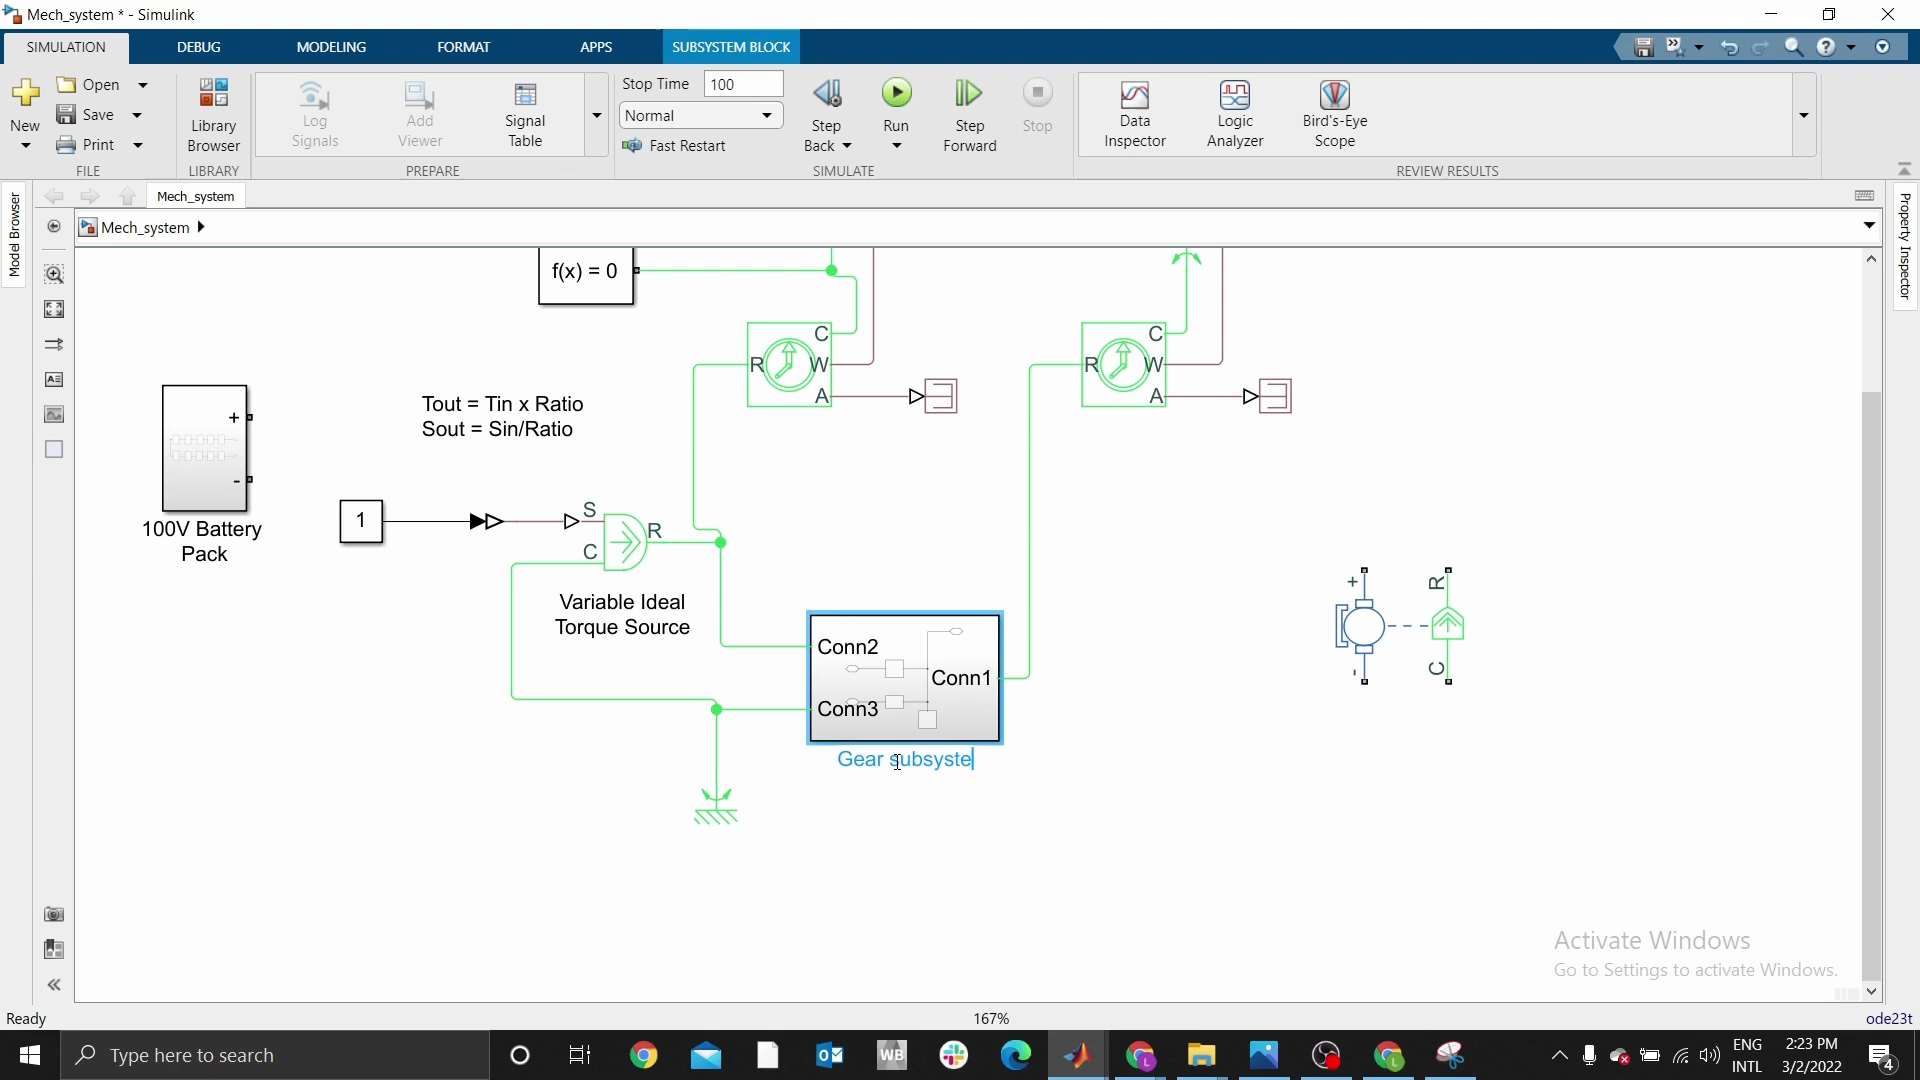 Mech_system * - Simulink
SIMULATION
DEBUG
MODELING
FORMAT
APPS
SUBSYSTEM BLOCK
New
Open
Save
Print
FILE
Library
Browser
LIBRARY
Log
Signals
Add
Viewer
Signal
Table
PREPARE
Stop Time 100
Normal
Fast Restart
Step
Back
Run
Step
Forward
Stop
SIMULATE
Data
Inspector
Logic
Analyzer
Bird's-Eye
Scope
REVIEW RESULTS
Mech_system
Mech_system
Model Browser
Property Inspector
f(x) = 0
C
R
W
A
C
R
W
A
Tout = Tin x Ratio
Sout = Sin/Ratio
+
-
100V Battery
Pack
1
S
R
C
Variable Ideal
Torque Source
Conn2
Conn1
Conn3
Gear subsyste
+
R
-
C
Activate Windows
Go to Settings to activate Windows.
Ready
167%
ode23t
Type here to search
WB
L
L
ENG
INTL
2:23 PM
3/2/2022
4